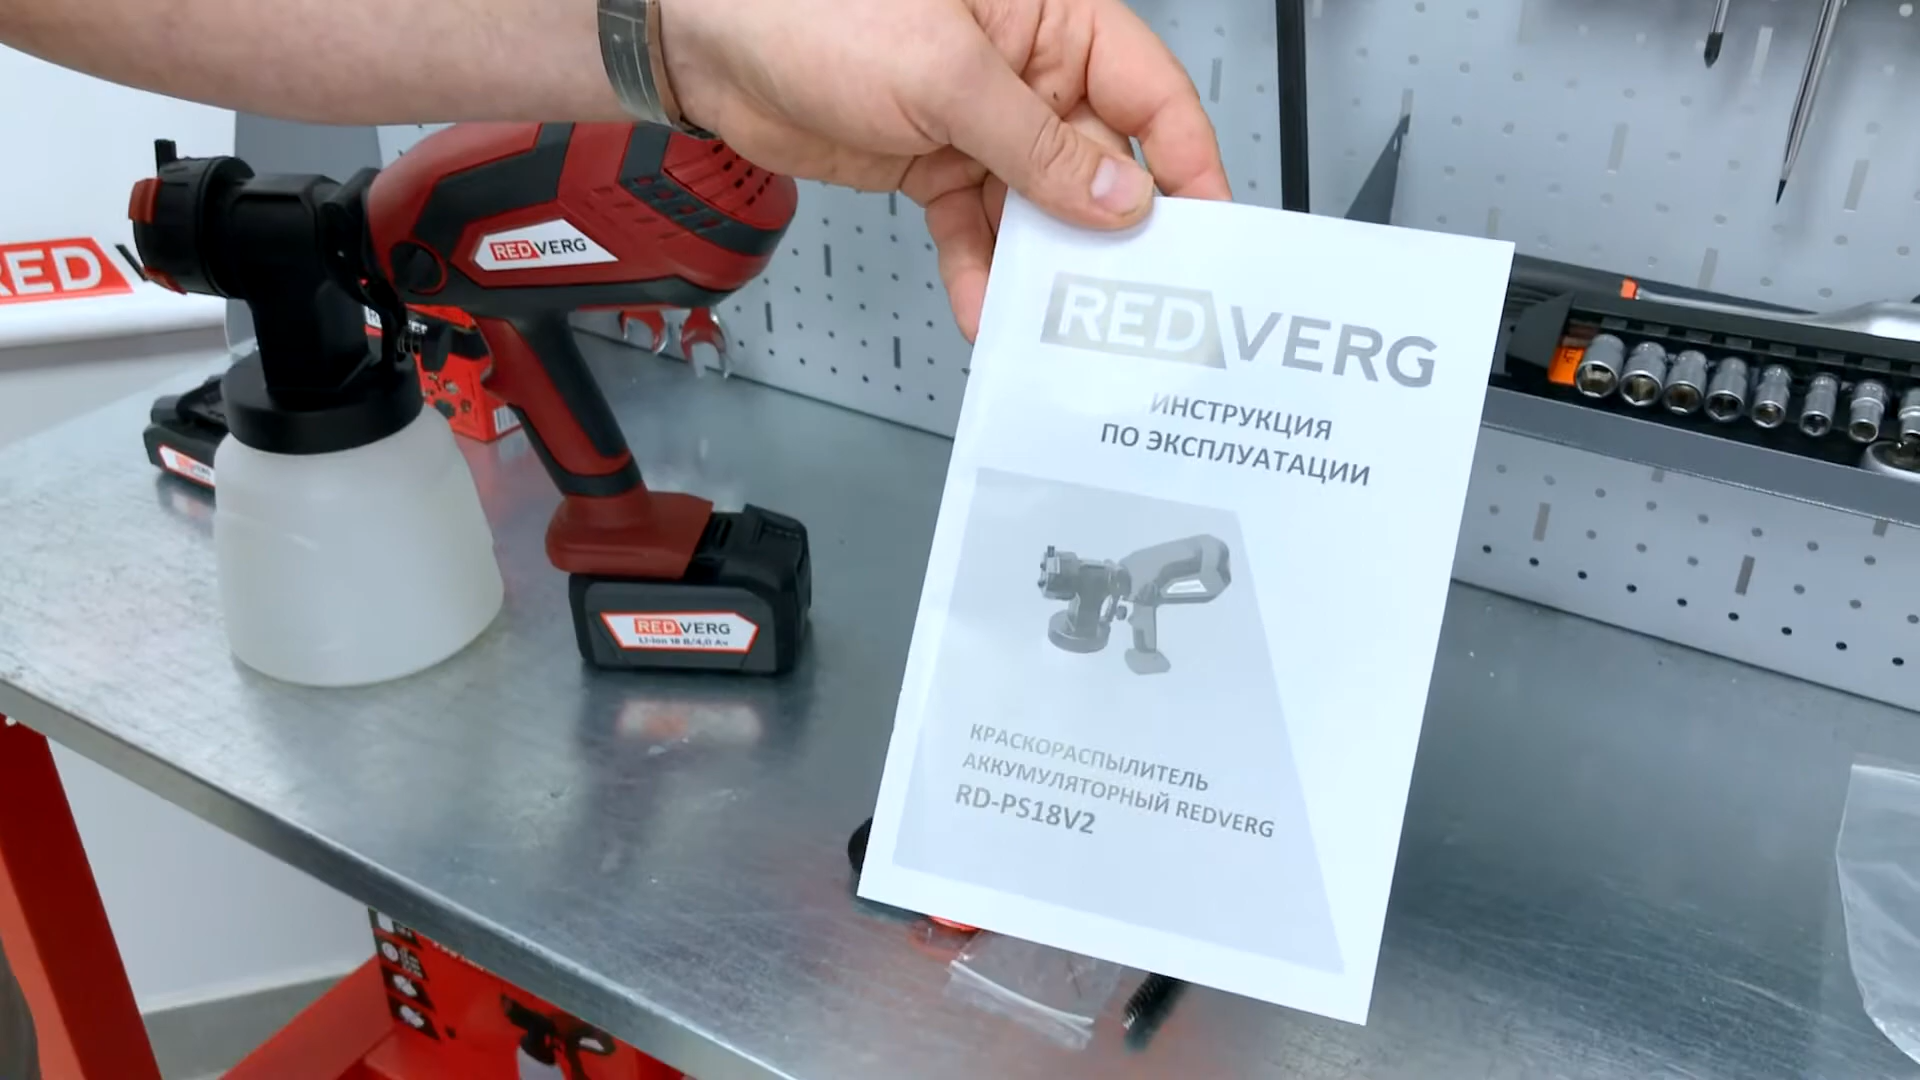 REDVERG
RED
REDVERG
Li-Ion 18 В/4,0 Ач
REDVERG
ИНСТРУКЦИЯ
ПО ЭКСПЛУАТАЦИИ
КРАСКОРАСПЫЛИТЕЛЬ
АККУМУЛЯТОРНЫЙ REDVERG
RD-PS18V2